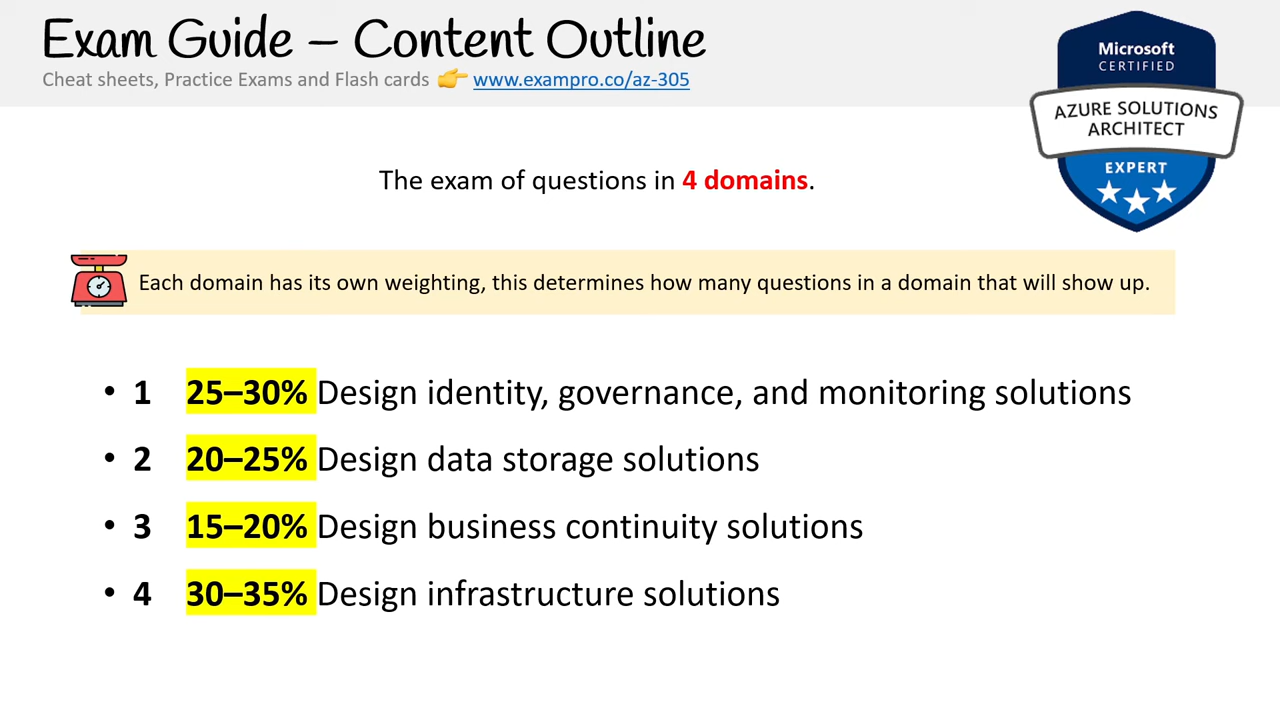 Exam Guide – Content Outline
Cheat sheets, Practice Exams and Flash cards 👉 www.exampro.co/az-305
Microsoft
CERTIFIED
AZURE SOLUTIONS
ARCHITECT
EXPERT
The exam of questions in 4 domains.
Each domain has its own weighting, this determines how many questions in a domain that will show up.
• 1 25–30% Design identity, governance, and monitoring solutions
• 2 20–25% Design data storage solutions
• 3 15–20% Design business continuity solutions
• 4 30–35% Design infrastructure solutions